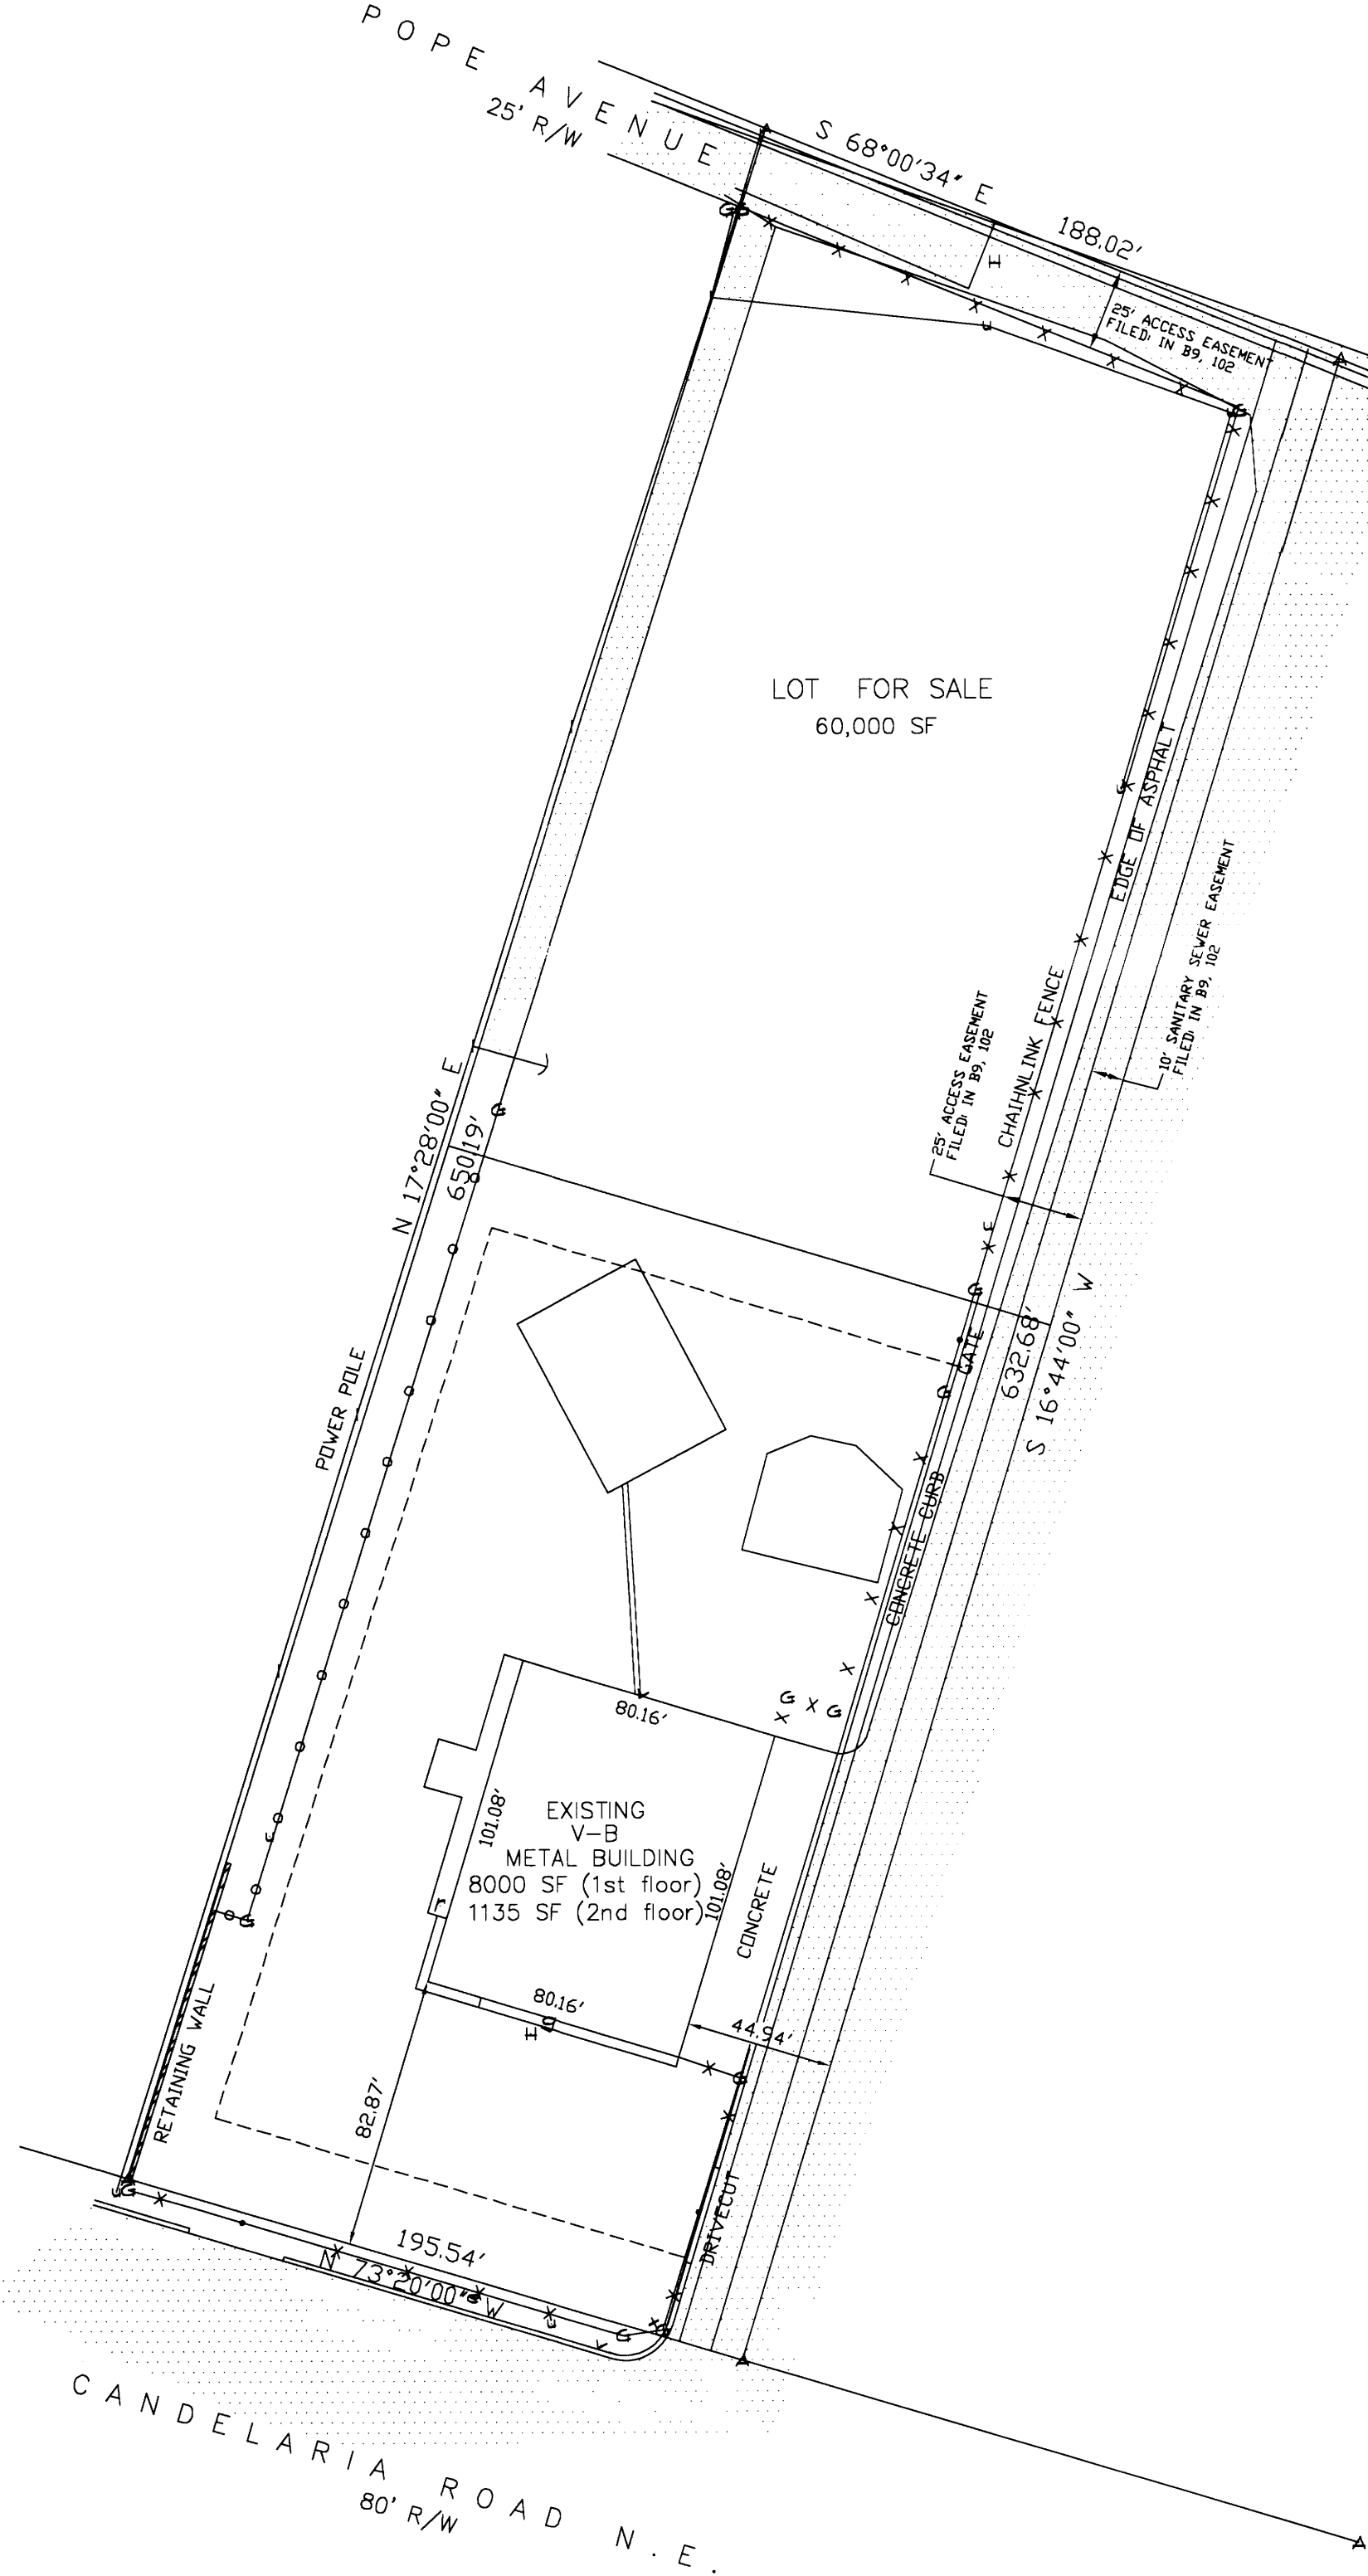 POPE AVENUE
25' R/W
S 68°00'34" E
188.02'
25' ACCESS EASEMENT
FILED: IN B9, 102
LOT FOR SALE
60,000 SF
EDGE OF ASPHALT
10' SANITARY SEWER EASEMENT
FILED: IN B9, 102
CHAIHNLINK FENCE
25' ACCESS EASEMENT
FILED: IN B9, 102
N 17°28'00" E
650.19'
632.68'
S 16°44'00" W
GATE
POWER POLE
CONCRETE CURB
80.16'
101.08'
EXISTING
V-B
METAL BUILDING
8000 SF (1st floor)
1135 SF (2nd floor)
101.08'
CONCRETE
80.16'
44.94'
RETAINING WALL
82.87'
DRIVECUT
195.54'
N 73°20'00" W
CANDELARIA ROAD N.E.
80' R/W